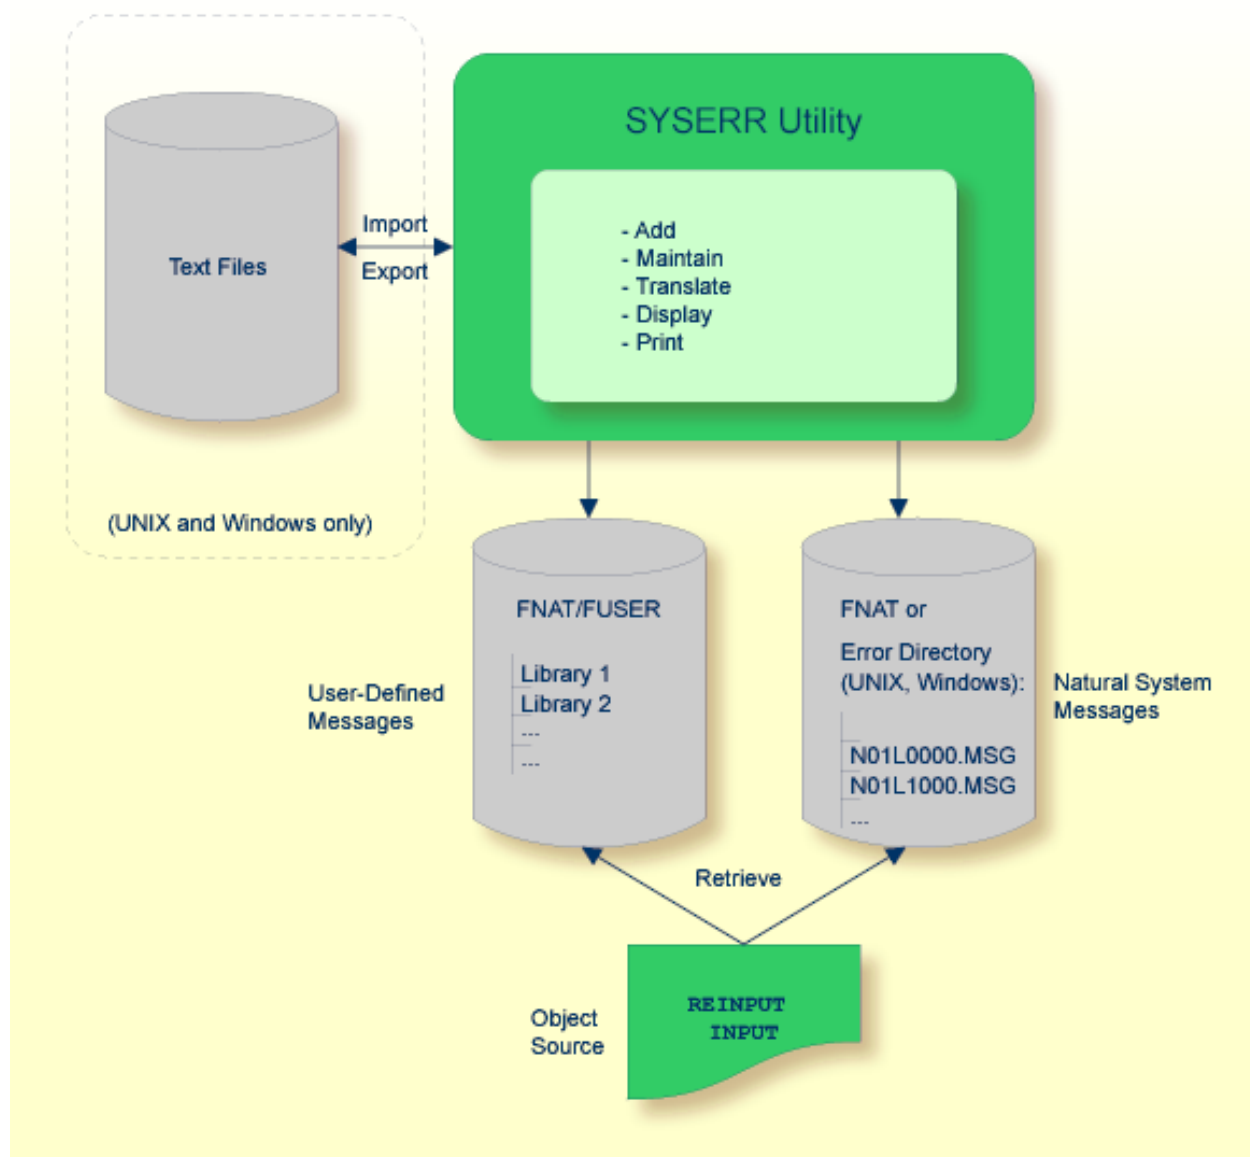 SYSERR Utility
- Add
- Maintain
- Translate
- Display
- Print
Import
Export
Text Files
(UNIX and Windows only)
FNAT/FUSER
Library 1
Library 2
...
...
User-Defined
Messages
FNAT or
Error Directory
(UNIX, Windows):
N01L0000.MSG
N01L1000.MSG
...
Natural System
Messages
Retrieve
REINPUT
INPUT
Object
Source